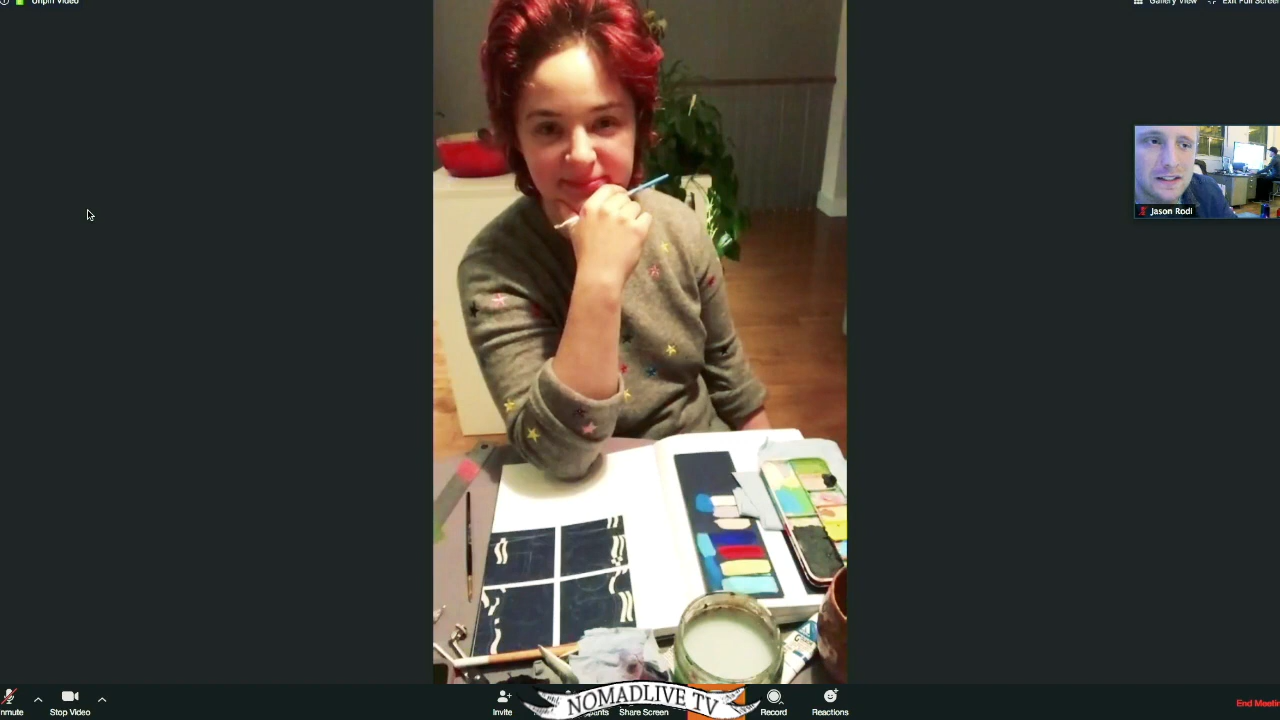 Unpin Video
Gallery View
Exit Full Screen
Jason Rodi
Stop Video
Invite
Share Screen
Record
Reactions
End Meetin
NOMADLIVE TV